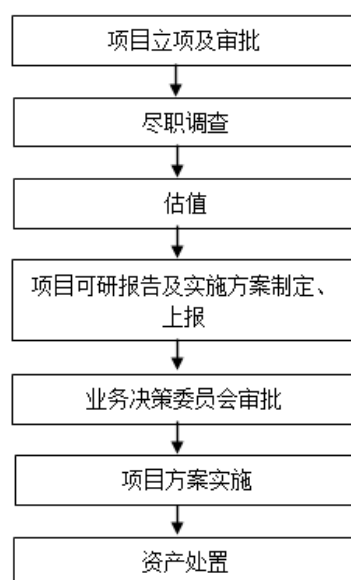 项目立项及审批
尽职调查
估值
项目可研报告及实施方案制定、
上报
业务决策委员会审批
项目方案实施
资产处置